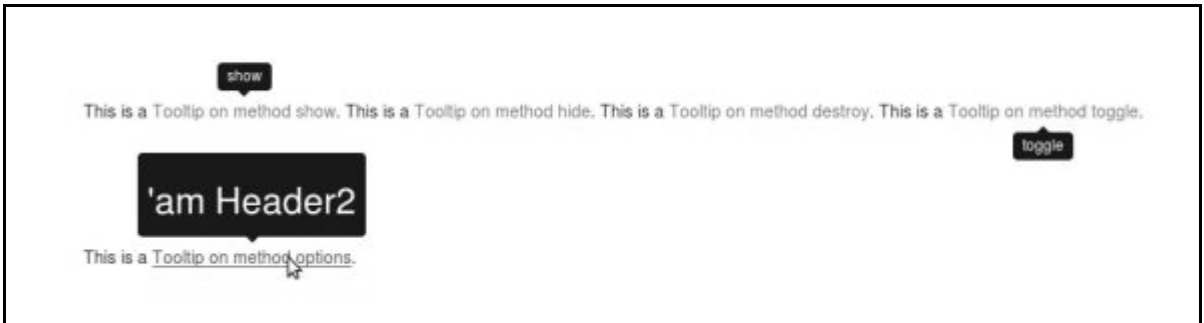 show
This is a Tooltip on method show. This is a Tooltip on method hide. This is a Tooltip on method destroy. This is a Tooltip on method toggle.
toggle
'am Header2
This is a Tooltip on method options.